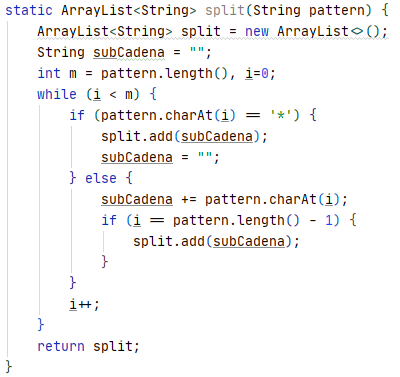 static ArrayList<String> split(String pattern) {
    ArrayList<String> split = new ArrayList<>();
    String subCadena = "";
    int m = pattern.length(), i=0;
    while (i < m) {
        if (pattern.charAt(i) == '*') {
            split.add(subCadena);
            subCadena = "";
        } else {
            subCadena += pattern.charAt(i);
            if (i == pattern.length() - 1) {
                split.add(subCadena);
            }
        }
        i++;
    }
    return split;
}